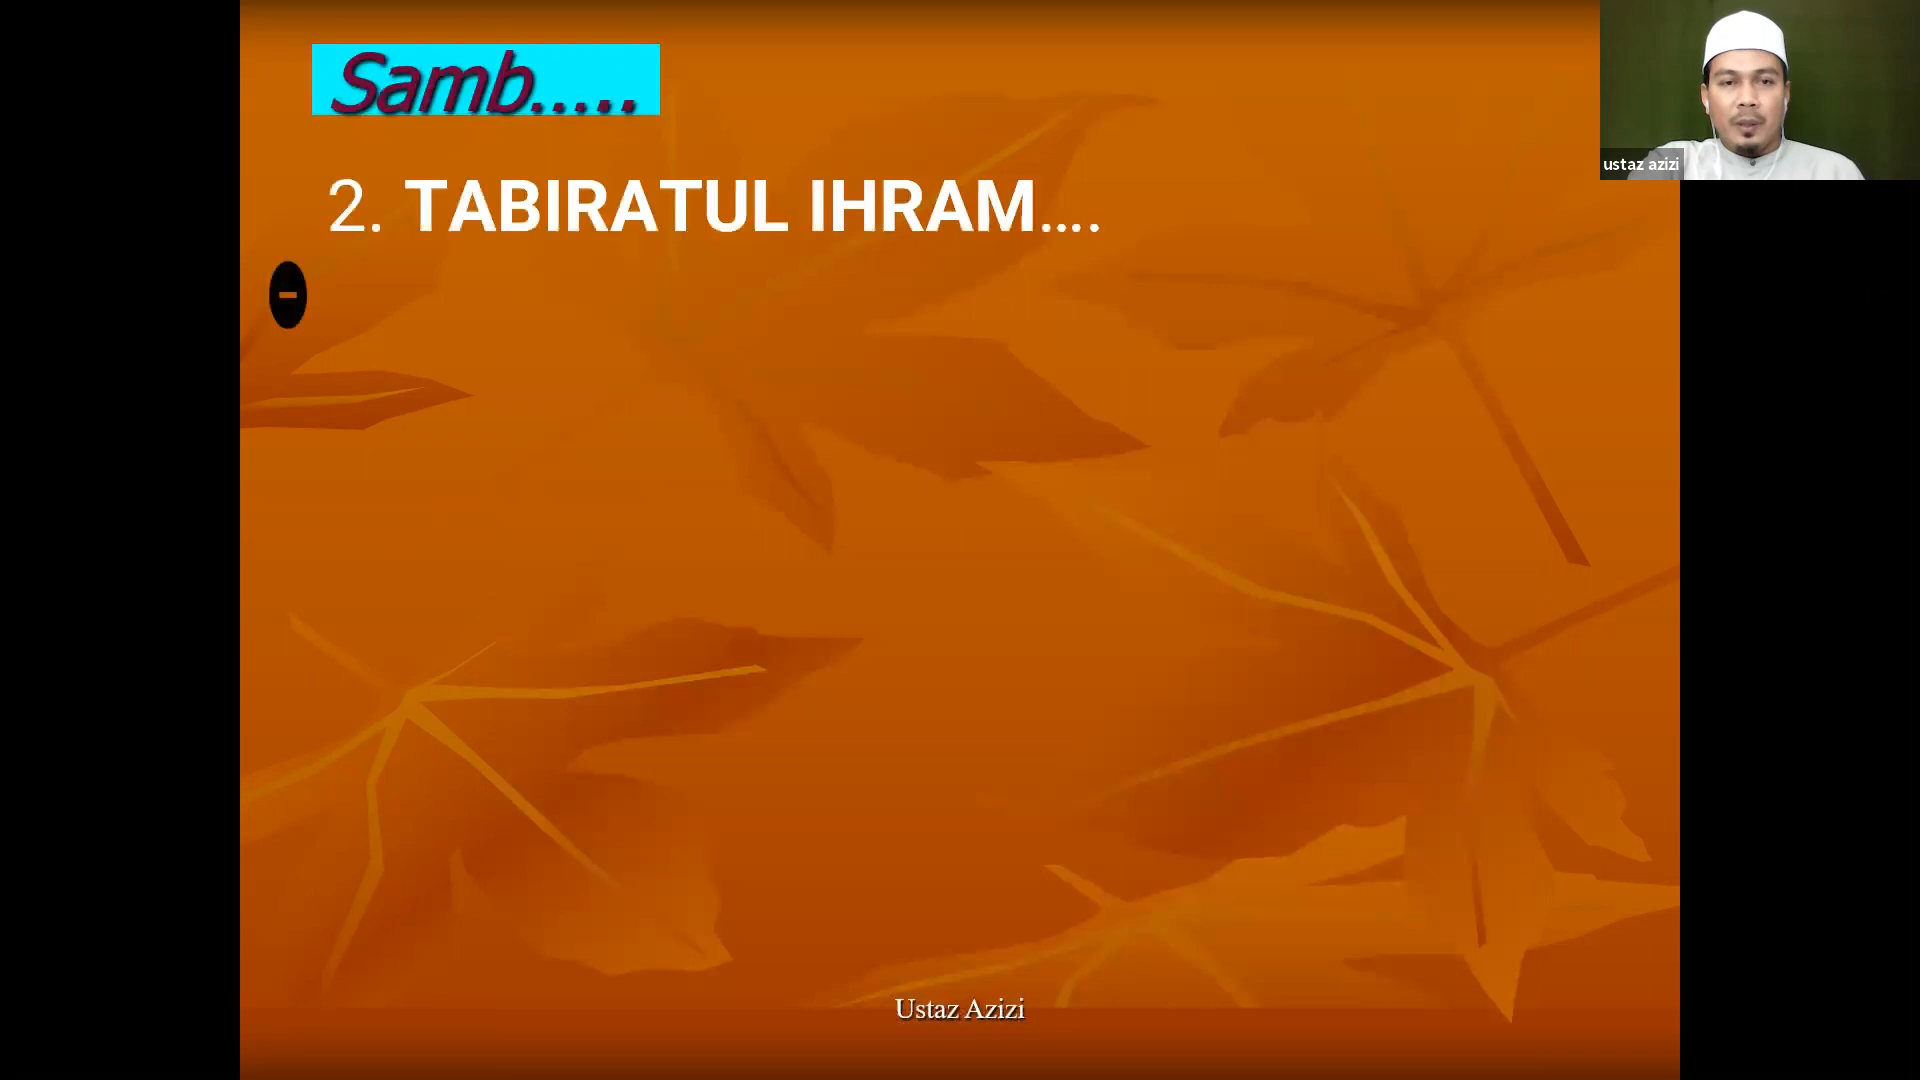 Samb.....
ustaz azizi
2. TABIRATUL IHRAM....
-
Ustaz Azizi